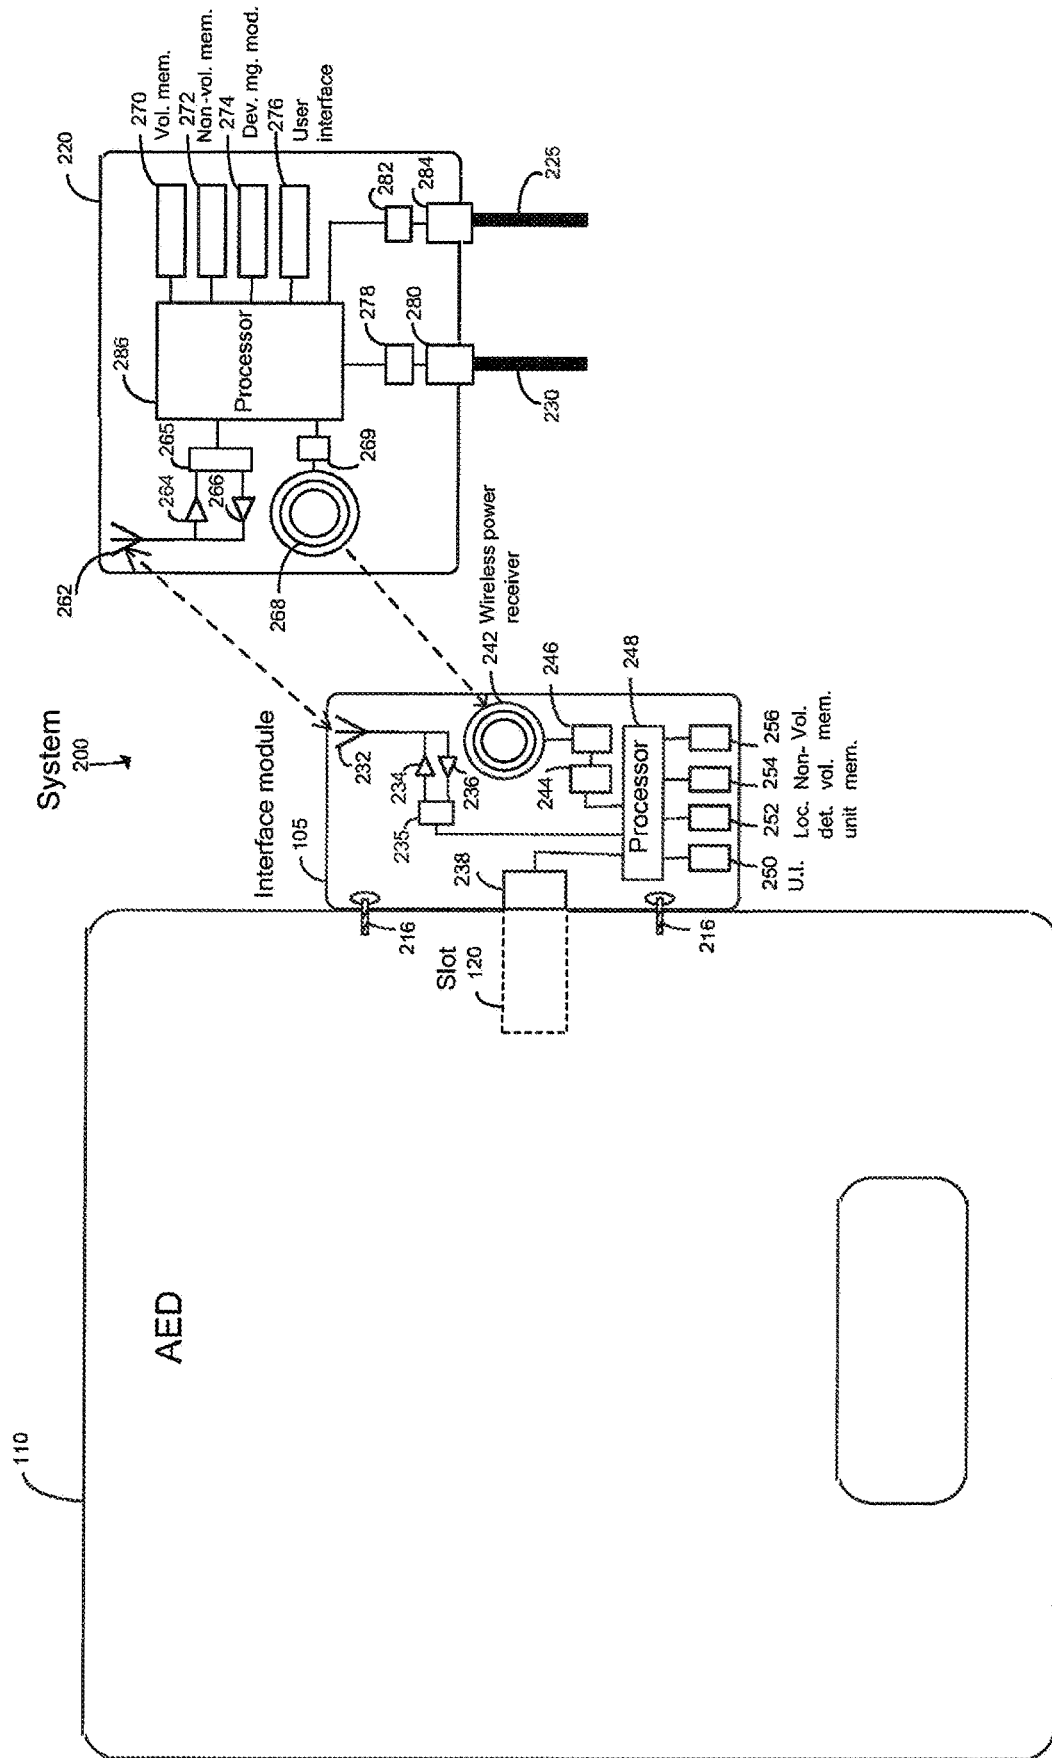 System
200
110
AED
Slot
120
216
216
Interface module
105
232
234
235
236
238
242 Wireless power
receiver
244
246
248
Processor
250
U.I.
252
Loc.
det.
unit
254
Non-
vol.
mem.
256
Vol.
mem.
220
262
264
265
266
268
269
286
Processor
270
Vol. mem.
272
Non-vol. mem.
274
Dev. mg. mod.
276
User
interface
278
280
282
284
230
225